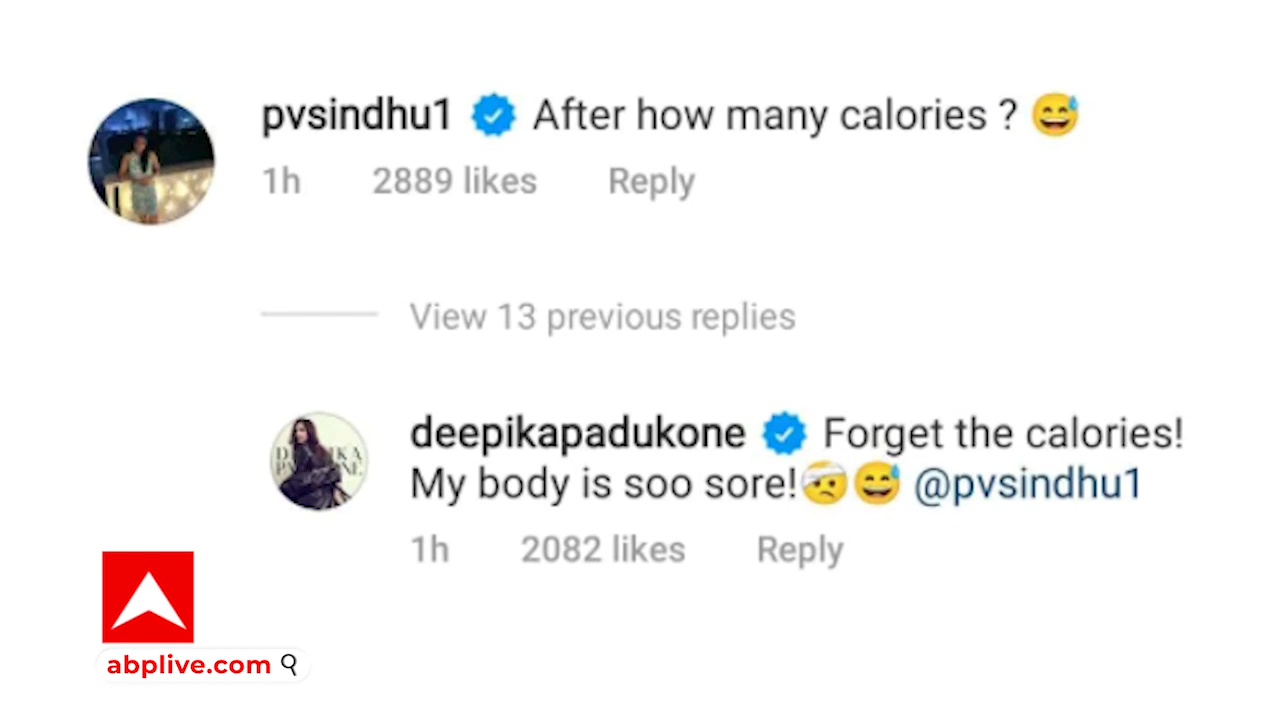 pvsindhu1 After how many calories ? 😅
1h 2889 likes Reply
View 13 previous replies
deepikapadukone Forget the calories!
My body is soo sore!🤕😅 @pvsindhu1
1h 2082 likes Reply
abplive.com